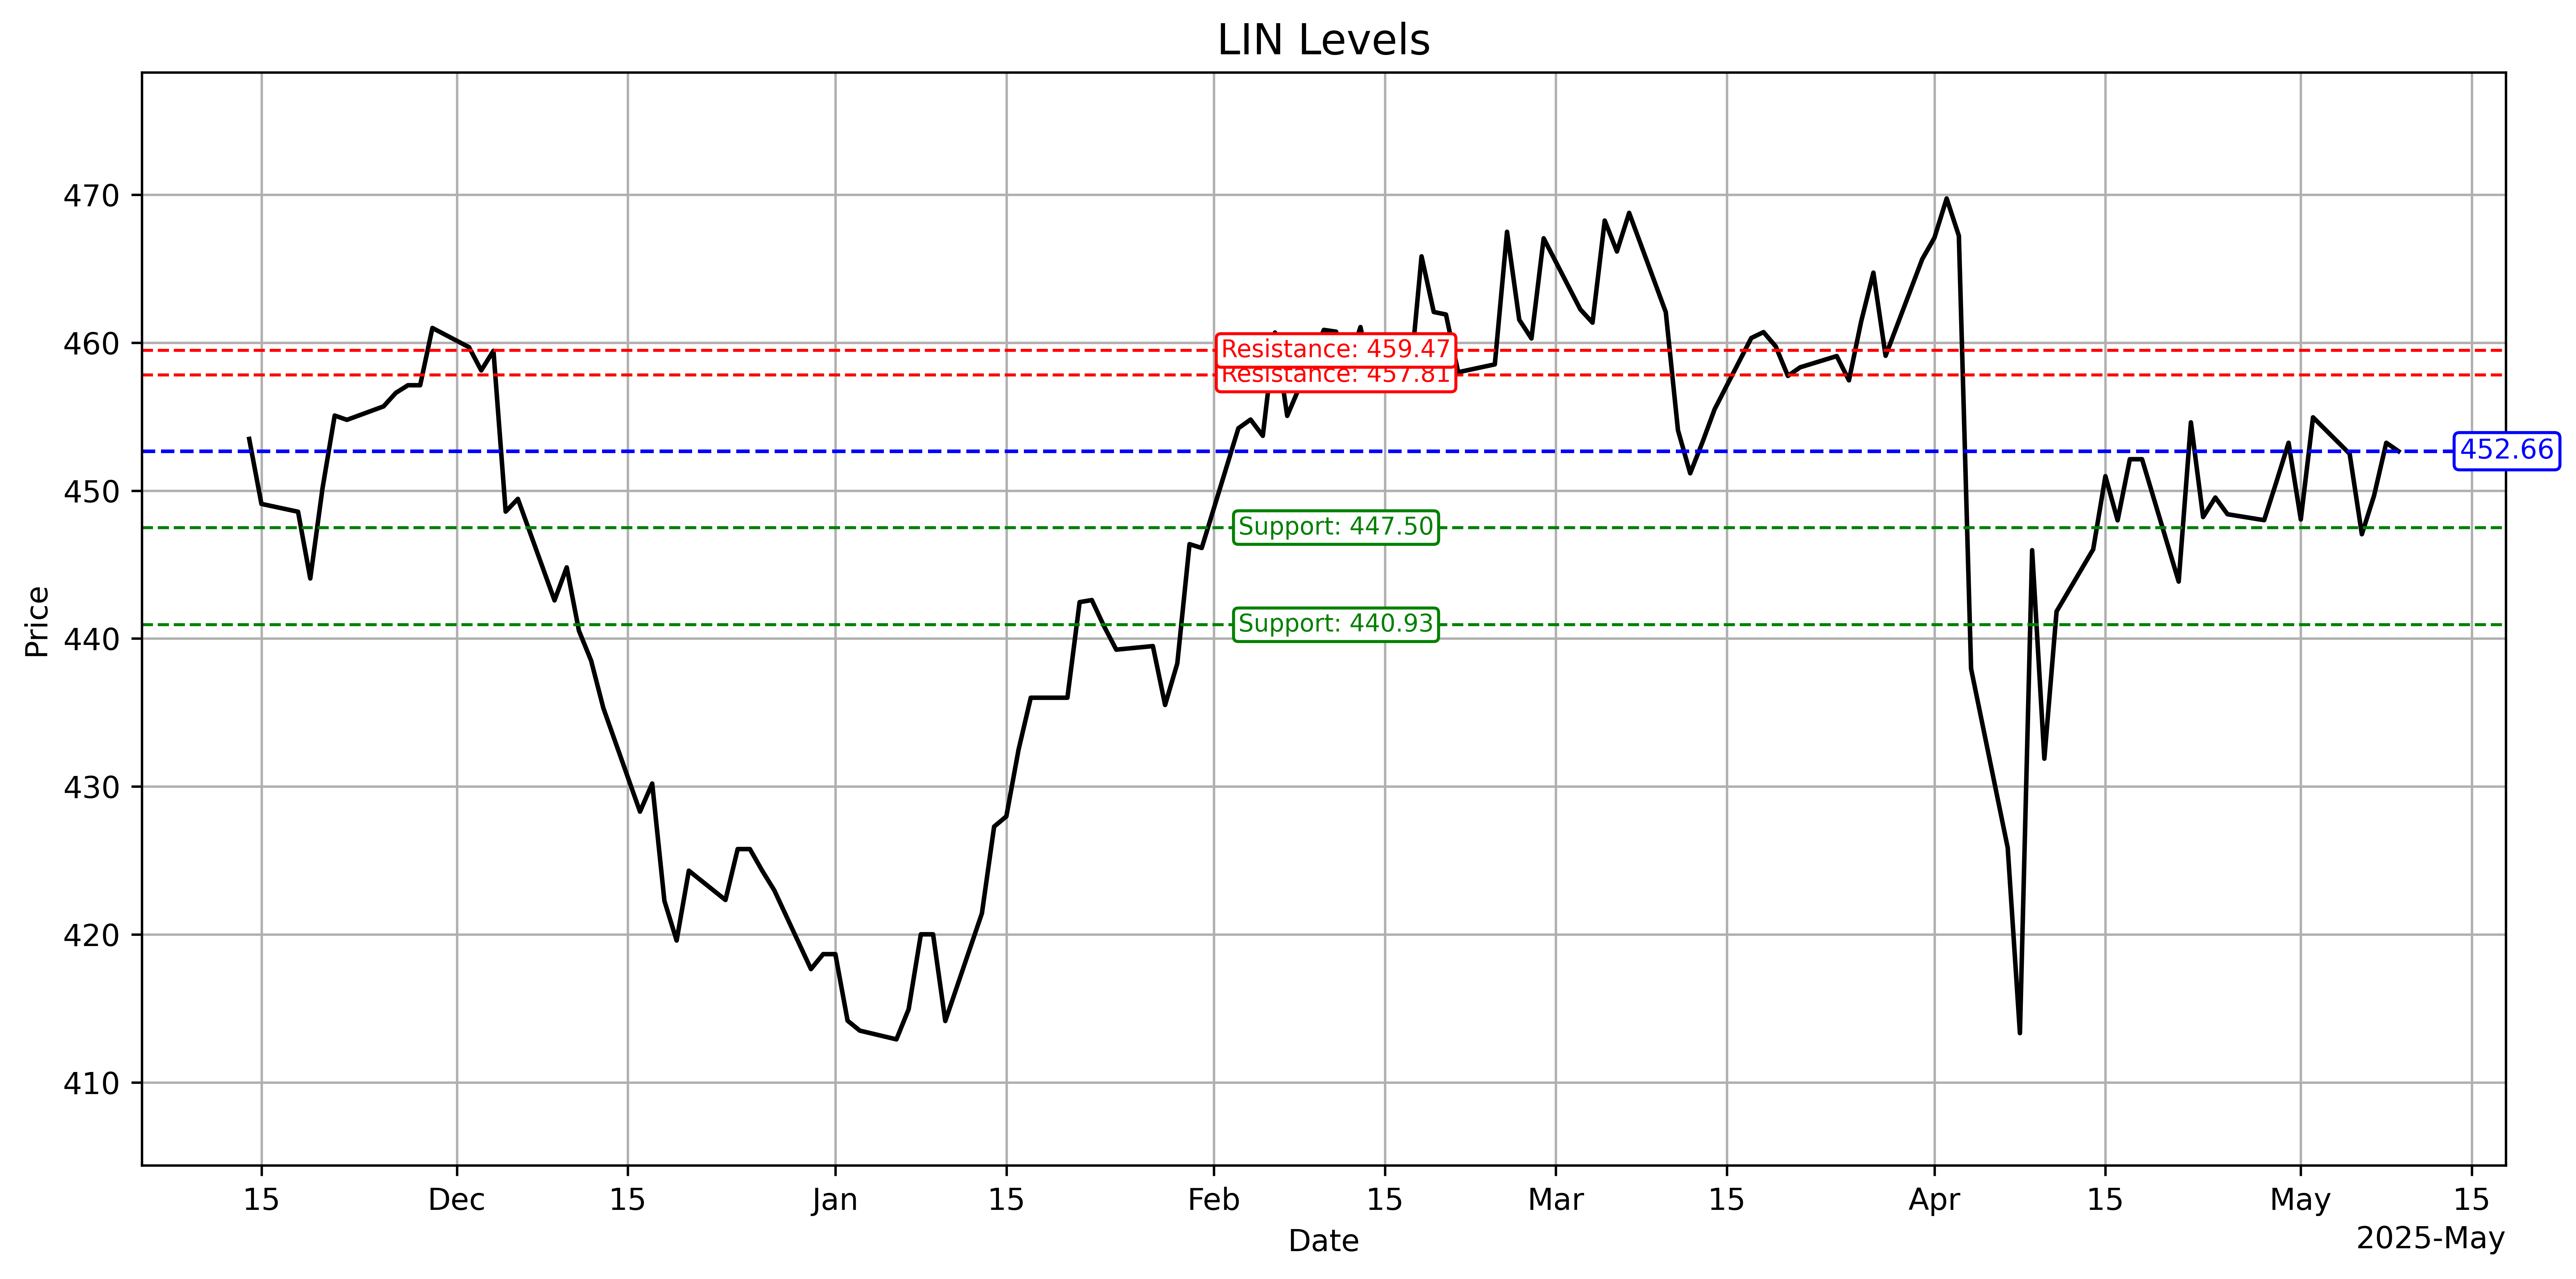 LIN Levels
470
460
450
440
430
420
410
Price
Resistance: 459.47
Resistance: 457.81
452.66
Support: 447.50
Support: 440.93
15
Dec
15
Jan
15
Feb
15
Mar
15
Apr
15
May
15
Date
2025-May